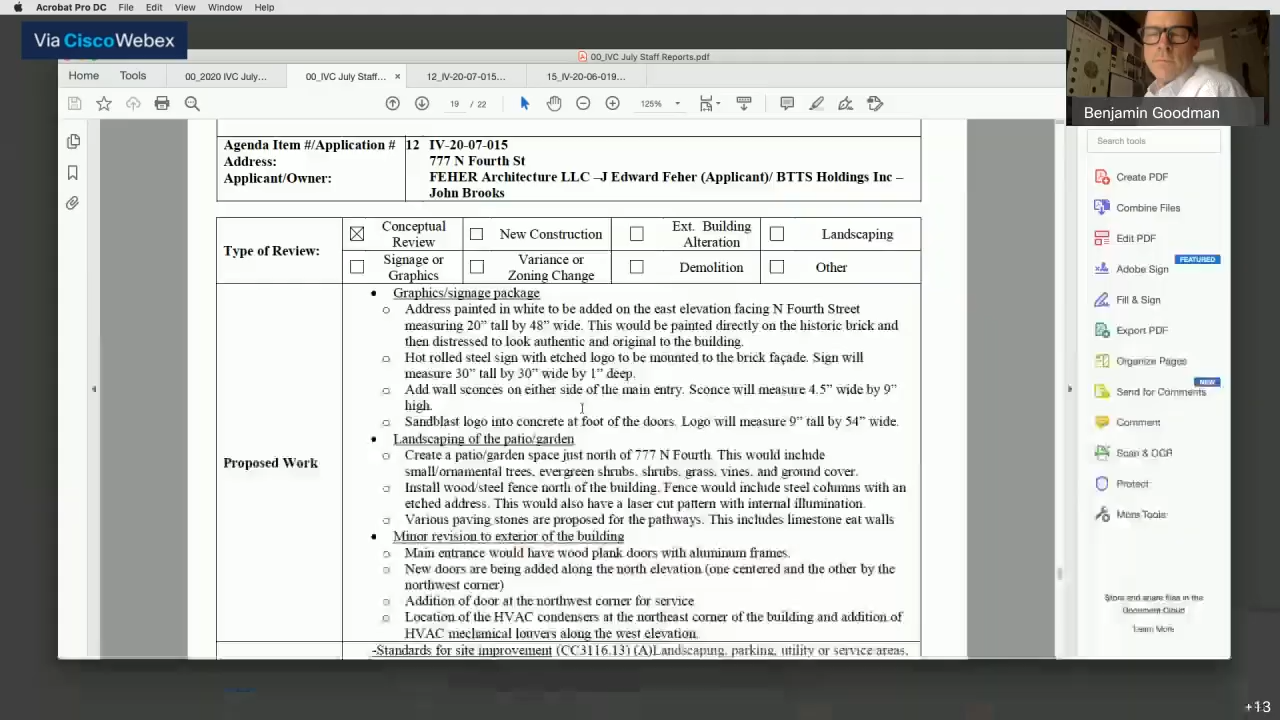 Acrobat Pro DC File Edit View Window Help
Via Cisco Webex
00_IVC July Staff Reports.pdf
Home Tools 00_2020 IVC July... 00_IVC July Staff... × 12_IV-20-07-015... 15_IV-20-06-019...
19 / 22 125%
Benjamin Goodman
Search tools
Create PDF
Combine Files
Edit PDF
FEATURED
Adobe Sign
Fill & Sign
Export PDF
Organize Pages
NEW
Send for Comments
Comment
Scan & OCR
Protect
More Tools
Store and share files in the
Document Cloud
Learn More
Agenda Item #/Application # 12 IV-20-07-015
Address: 777 N Fourth St
Applicant/Owner: FEHER Architecture LLC –J Edward Feher (Applicant)/ BTTS Holdings Inc –
John Brooks
Type of Review:
Conceptual Review
New Construction
Ext. Building Alteration
Landscaping
Signage or Graphics
Variance or Zoning Change
Demolition
Other
Proposed Work
• Graphics/signage package
o Address painted in white to be added on the east elevation facing N Fourth Street
measuring 20” tall by 48” wide. This would be painted directly on the historic brick and
then distressed to look authentic and original to the building.
o Hot rolled steel sign with etched logo to be mounted to the brick façade. Sign will
measure 30” tall by 30” wide by 1” deep.
o Add wall sconces on either side of the main entry. Sconce will measure 4.5” wide by 9”
high.
o Sandblast logo into concrete at foot of the doors. Logo will measure 9” tall by 54” wide.
• Landscaping of the patio/garden
o Create a patio/garden space just north of 777 N Fourth. This would include
small/ornamental trees, evergreen shrubs, shrubs, grass, vines, and ground cover.
o Install wood/steel fence north of the building. Fence would include steel columns with an
etched address. This would also have a laser cut pattern with internal illumination.
o Various paving stones are proposed for the pathways. This includes limestone eat walls
• Minor revision to exterior of the building
o Main entrance would have wood plank doors with aluminum frames.
o New doors are being added along the north elevation (one centered and the other by the
northwest corner)
o Addition of door at the northwest corner for service
o Location of the HVAC condensers at the northeast corner of the building and addition of
HVAC mechanical louvers along the west elevation.
-Standards for site improvement (CC3116.13) (A)Landscaping, parking, utility or service areas,
+13